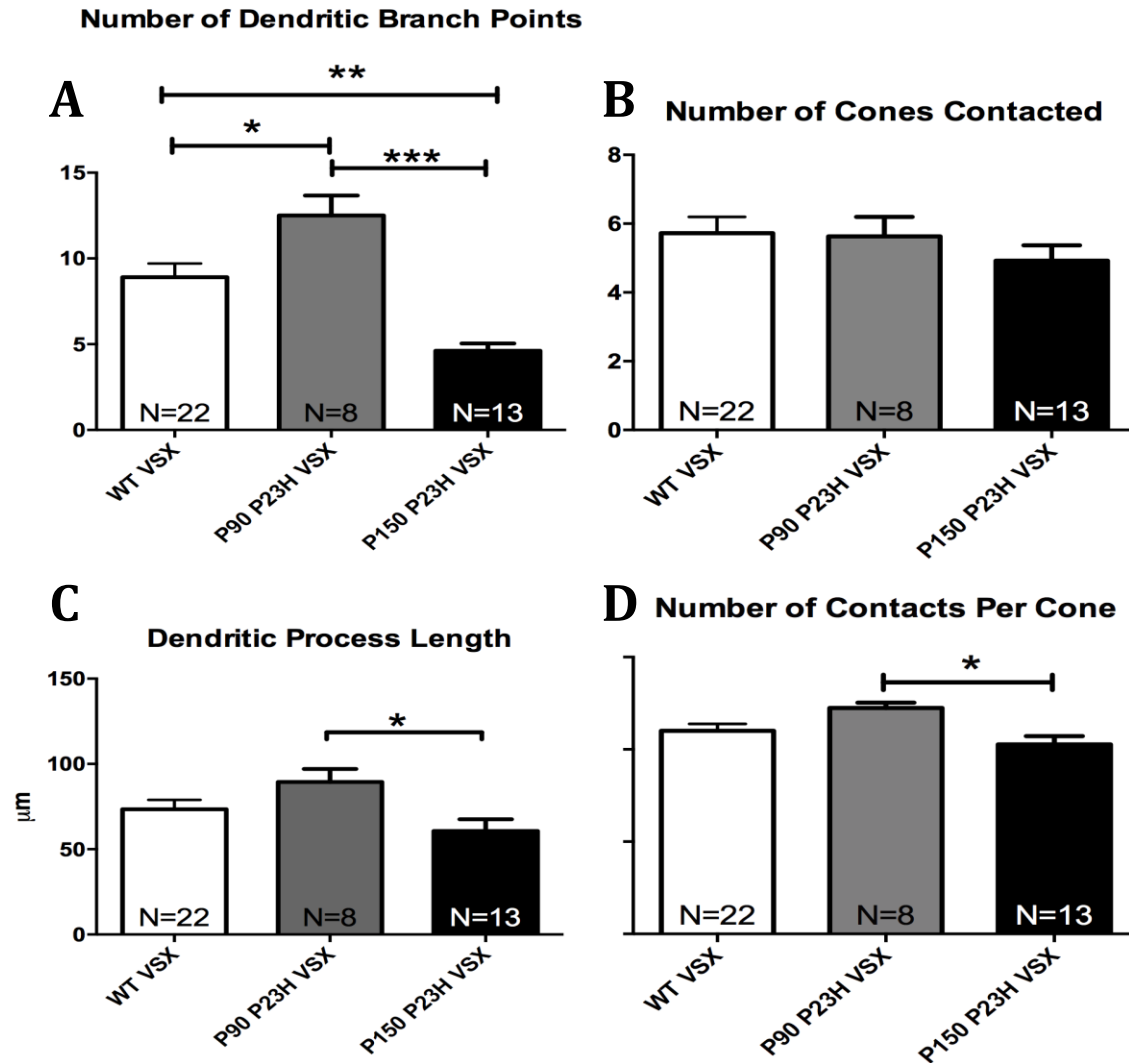 Number of Dendritic Branch Points
A
**
*
***
15
10
5
0
N=22
N=8
N=13
WT VSX
P90 P23H VSX
P150 P23H VSX
B
Number of Cones Contacted
8
6
4
2
0
N=22
N=8
N=13
WT VSX
P90 P23H VSX
P150 P23H VSX
C
Dendritic Process Length
150
100
50
0
μm
*
N=22
N=8
N=13
WT VSX
P90 P23H VSX
P150 P23H VSX
D
Number of Contacts Per Cone
*
N=22
N=8
N=13
WT VSX
P90 P23H VSX
P150 P23H VSX